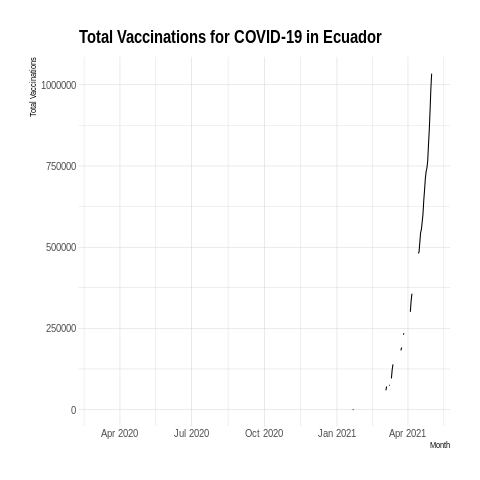 Total Vaccinations for COVID-19 in Ecuador
Total Vaccinations
1000000
750000
500000
250000
0
Apr 2020
Jul 2020
Oct 2020
Jan 2021
Apr 2021
Month